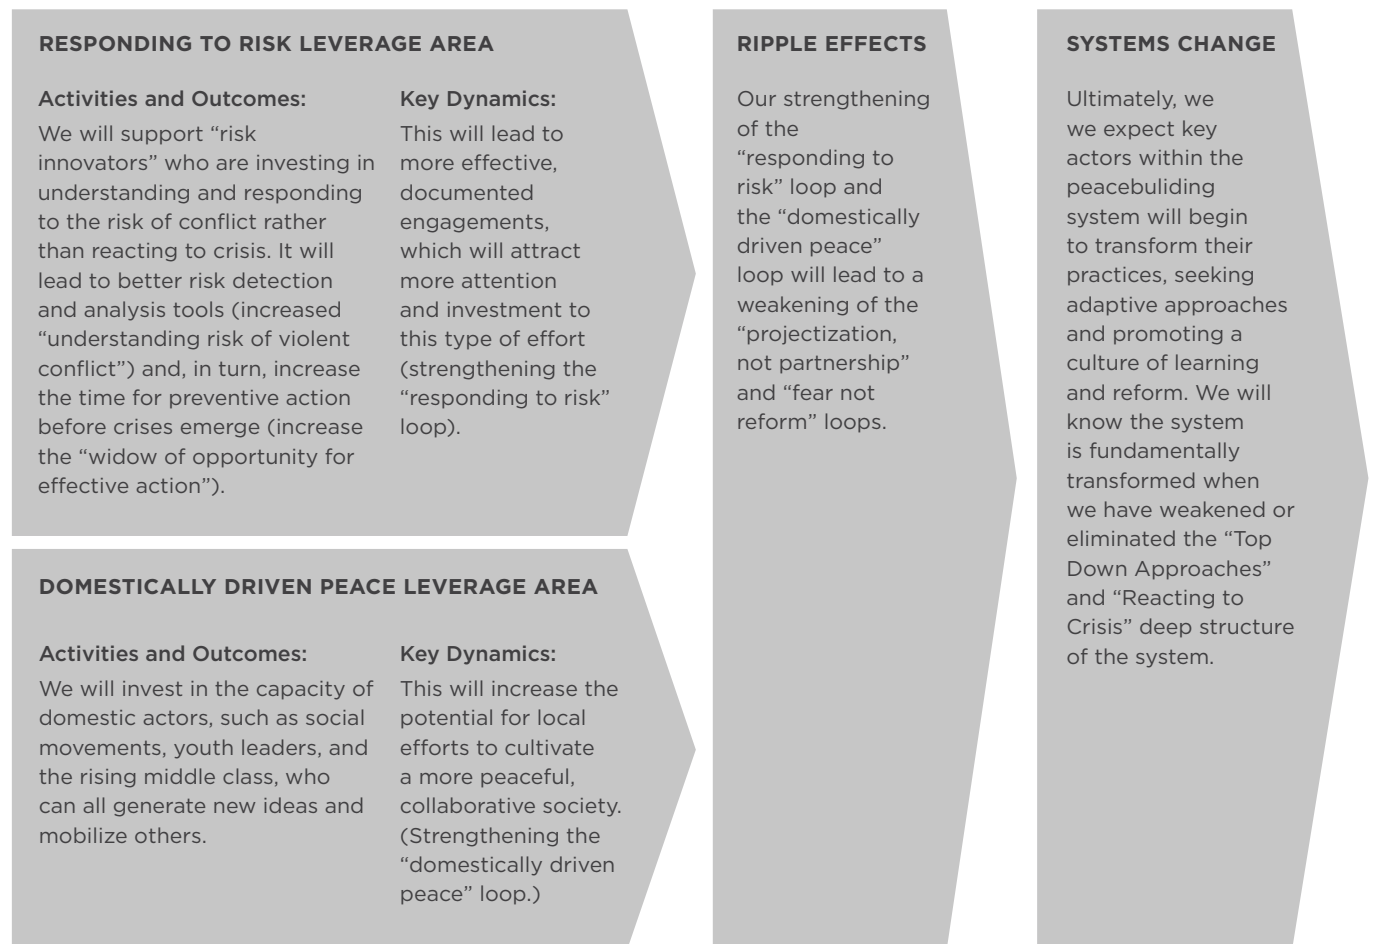 RESPONDING TO RISK LEVERAGE AREA
Activities and Outcomes:
We will support “risk
innovators” who are investing in
understanding and responding
to the risk of conflict rather
than reacting to crisis. It will
lead to better risk detection
and analysis tools (increased
“understanding risk of violent
conflict”) and, in turn, increase
the time for preventive action
before crises emerge (increase
the “widow of opportunity for
effective action”).
Key Dynamics:
This will lead to
more effective,
documented
engagements,
which will attract
more attention
and investment to
this type of effort
(strengthening the
“responding to risk”
loop).
DOMESTICALLY DRIVEN PEACE LEVERAGE AREA
Activities and Outcomes:
We will invest in the capacity of
domestic actors, such as social
movements, youth leaders, and
the rising middle class, who
can all generate new ideas and
mobilize others.
Key Dynamics:
This will increase the
potential for local
efforts to cultivate
a more peaceful,
collaborative society.
(Strengthening the
“domestically driven
peace” loop.)
RIPPLE EFFECTS
Our strengthening
of the
“responding to
risk” loop and
the “domestically
driven peace”
loop will lead to a
weakening of the
“projectization,
not partnership”
and “fear not
reform” loops.
SYSTEMS CHANGE
Ultimately, we
we expect key
actors within the
peacebuliding
system will begin
to transform their
practices, seeking
adaptive approaches
and promoting a
culture of learning
and reform. We will
know the system
is fundamentally
transformed when
we have weakened or
eliminated the “Top
Down Approaches”
and “Reacting to
Crisis” deep structure
of the system.